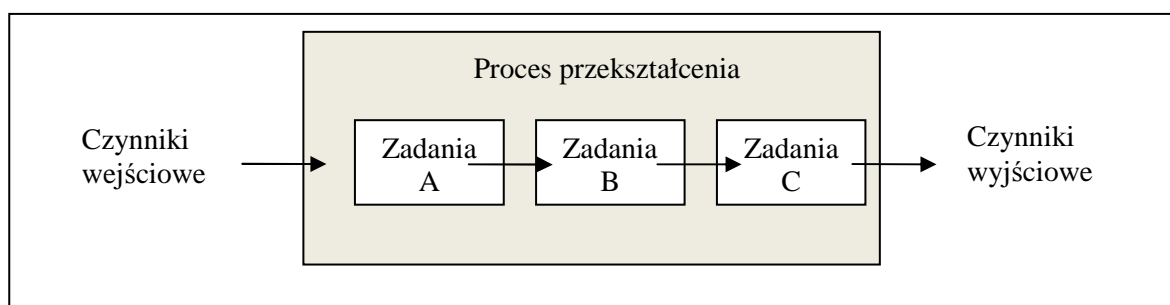 Proces przekształcenia
Czynniki
wejściowe
Zadania
A
Zadania
B
Zadania
C
Czynniki
wyjściowe